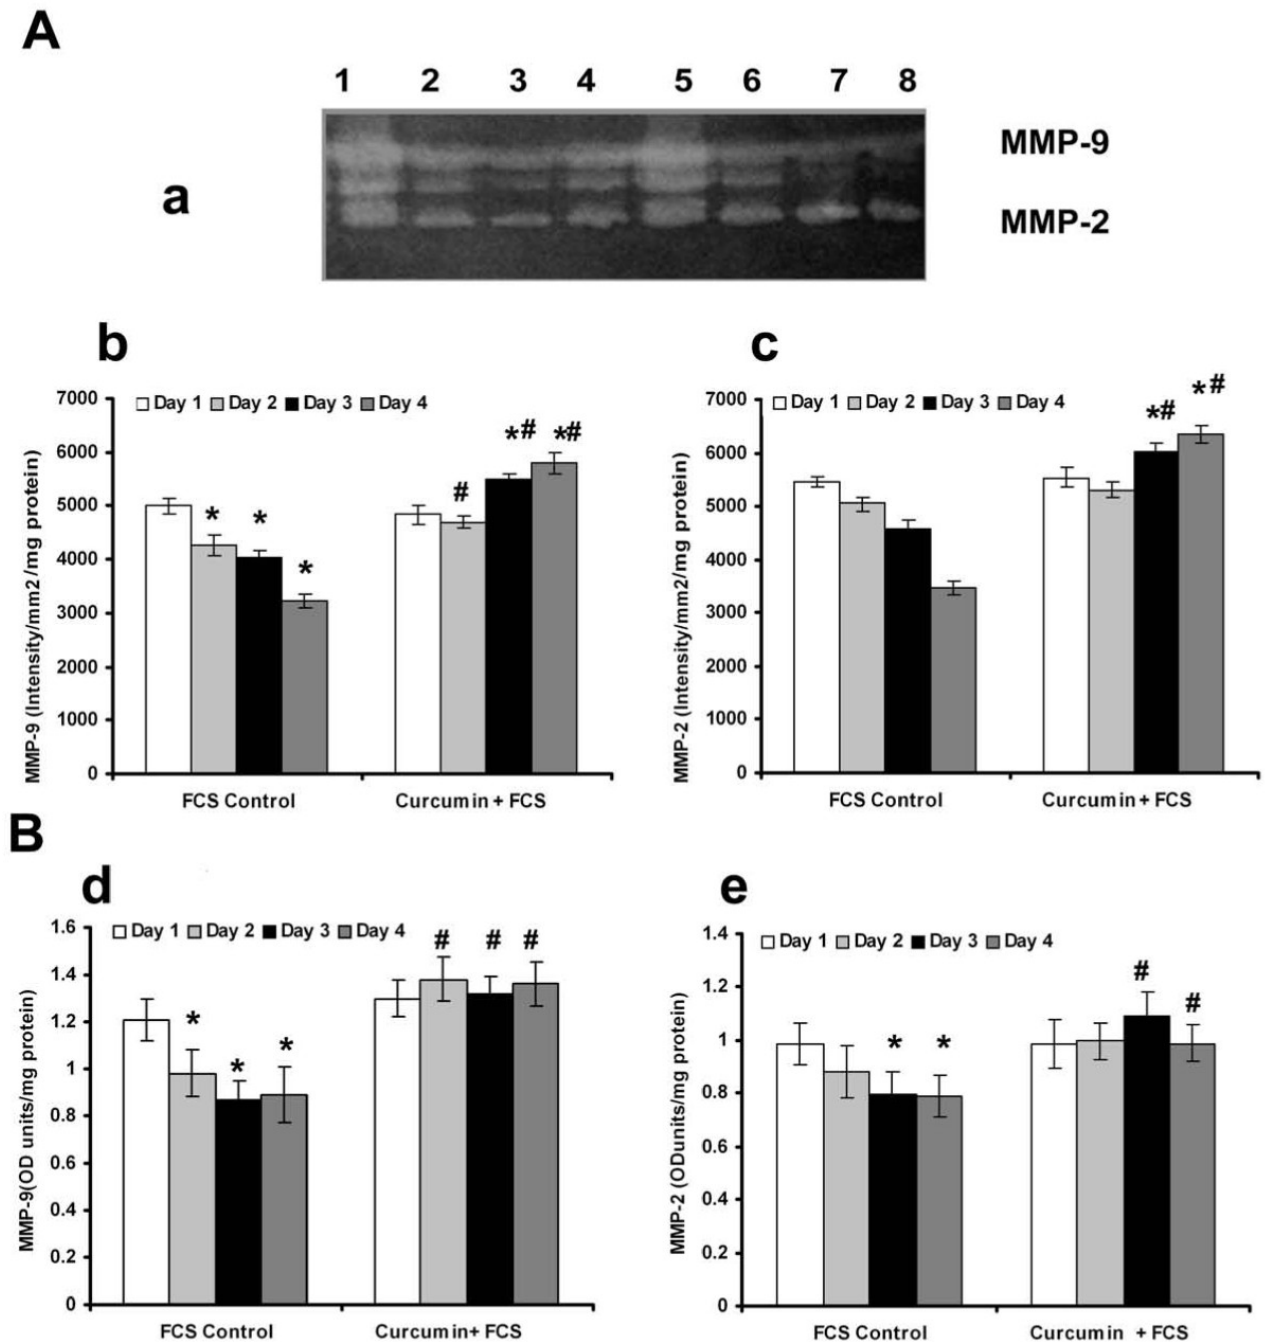 A
1 2 3 4 5 6 7 8
a
MMP-9
MMP-2
b
MMP-9 (Intensity/mm2/mg protein)
7000
6000
5000
4000
3000
2000
1000
0
Day 1 Day 2 Day 3 Day 4
* * * # *# *#
FCS Control Curcumin + FCS
c
MMP-2 (Intensity/mm2/mg protein)
7000
6000
5000
4000
3000
2000
1000
0
Day 1 Day 2 Day 3 Day 4
*# *#
FCS Control Curcumin + FCS
B
d
MMP-9(OD units/mg protein)
1.6
1.4
1.2
1
0.8
0.6
0.4
0.2
0
Day 1 Day 2 Day 3 Day 4
* * * # # #
FCS Control Curcumin+ FCS
e
MMP-2 (ODunits/mg protein)
1.4
1.2
1
0.8
0.6
0.4
0.2
0
Day 1 Day 2 Day 3 Day 4
* * # #
FCS Control Curcumin + FCS